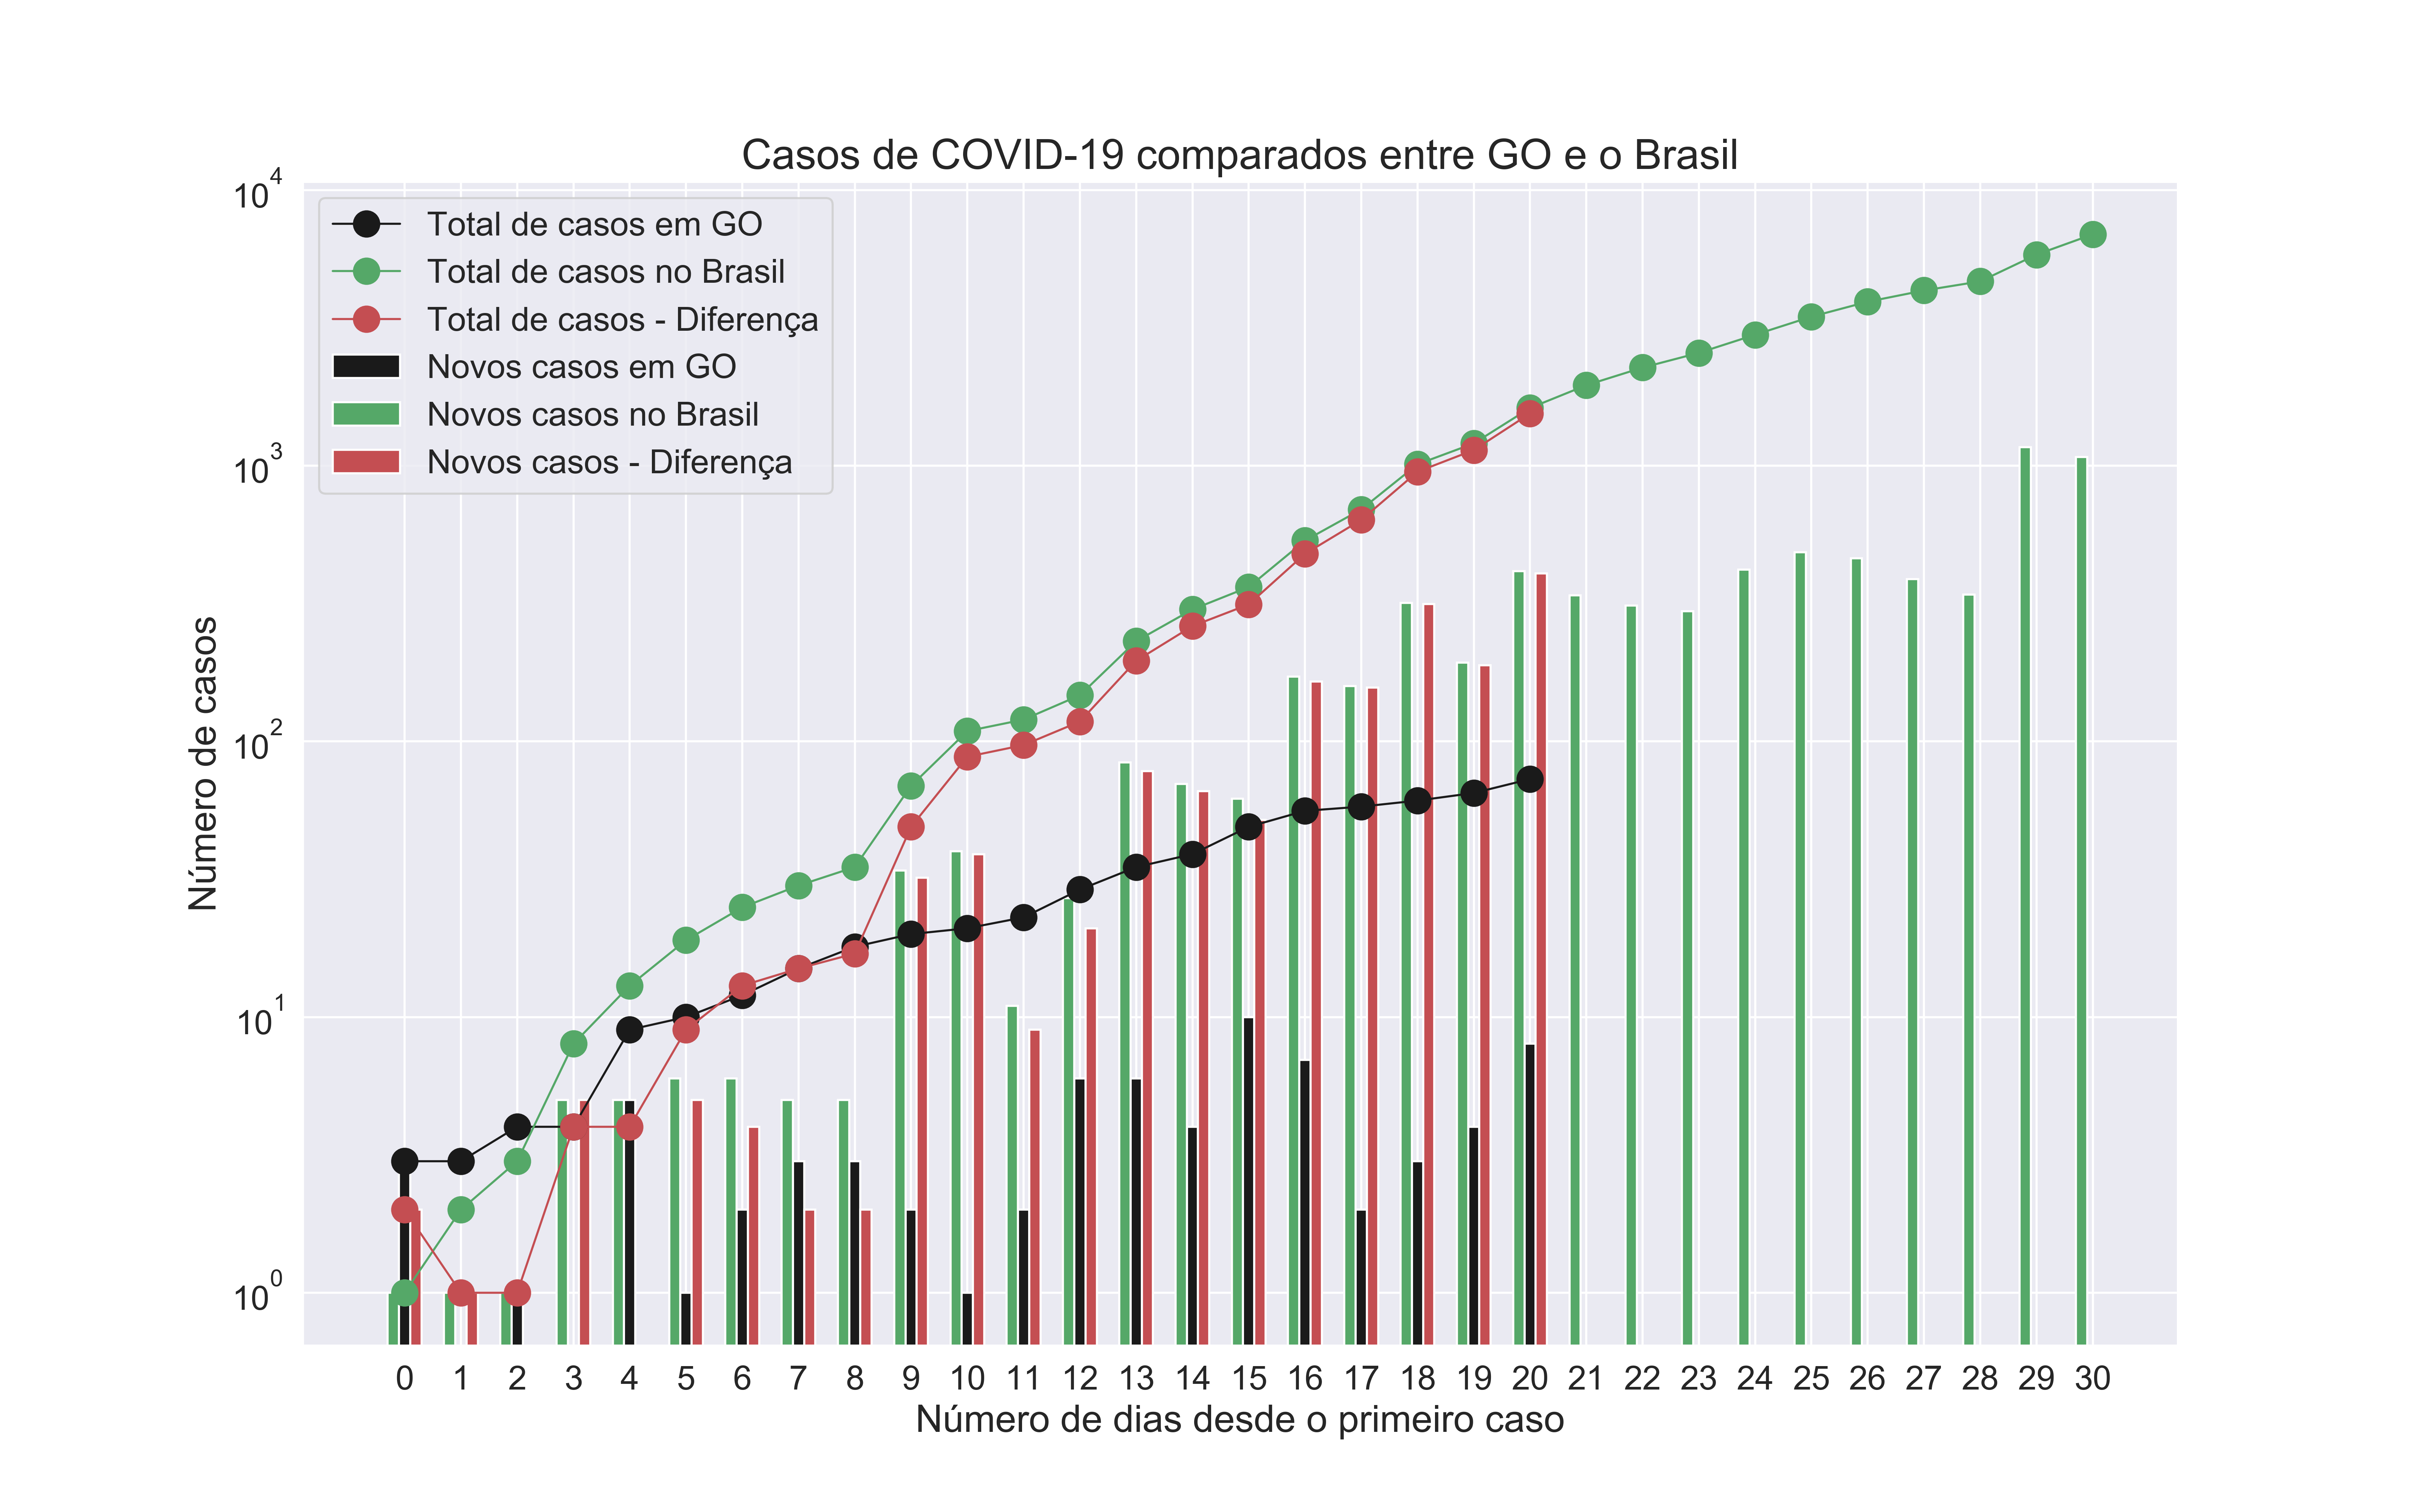 Casos de COVID-19 comparados entre GO e o Brasil
Total de casos em GO
Total de casos no Brasil
Total de casos - Diferença
Novos casos em GO
Novos casos no Brasil
Novos casos - Diferença
Número de casos
10^4
10^3
10^2
10^1
10^0
0 1 2 3 4 5 6 7 8 9 10 11 12 13 14 15 16 17 18 19 20 21 22 23 24 25 26 27 28 29 30
Número de dias desde o primeiro caso